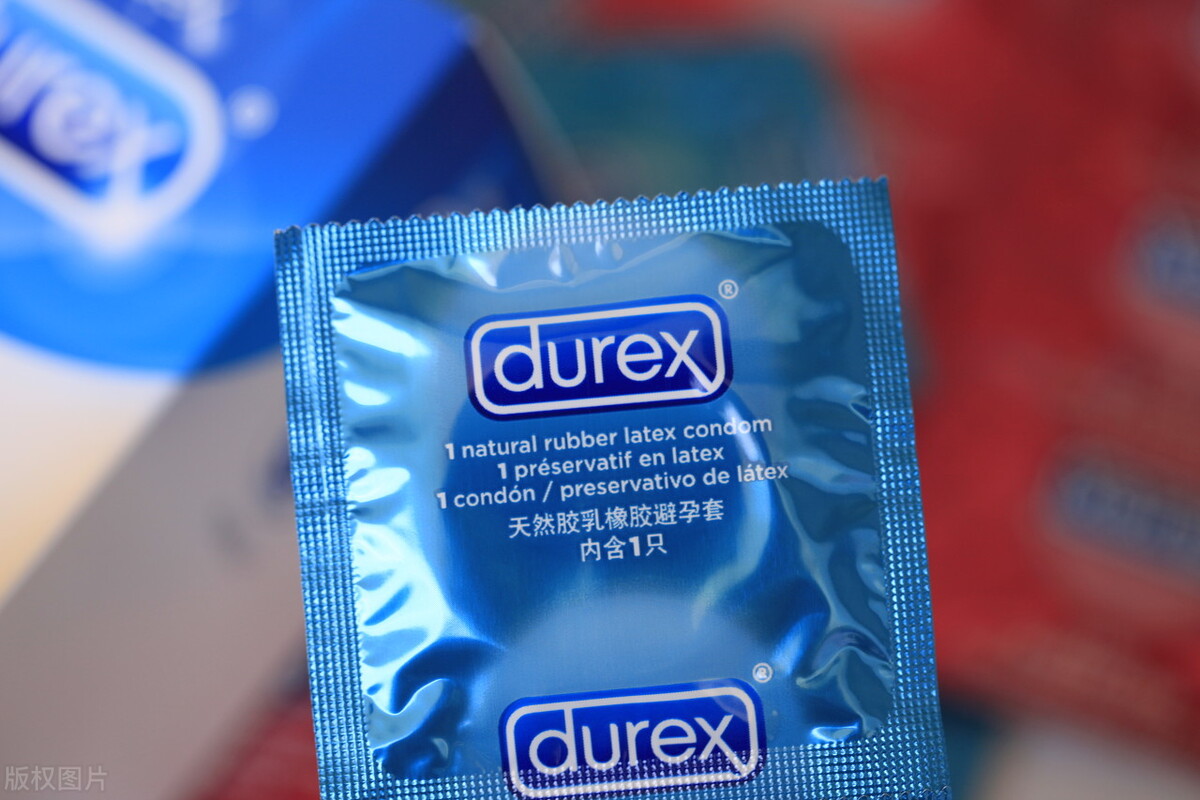 durex®
1 natural rubber latex condom
1 préservatif en latex
1 condón / preservativo de látex
天然胶乳橡胶避孕套
内含1只
durex®
版权图片